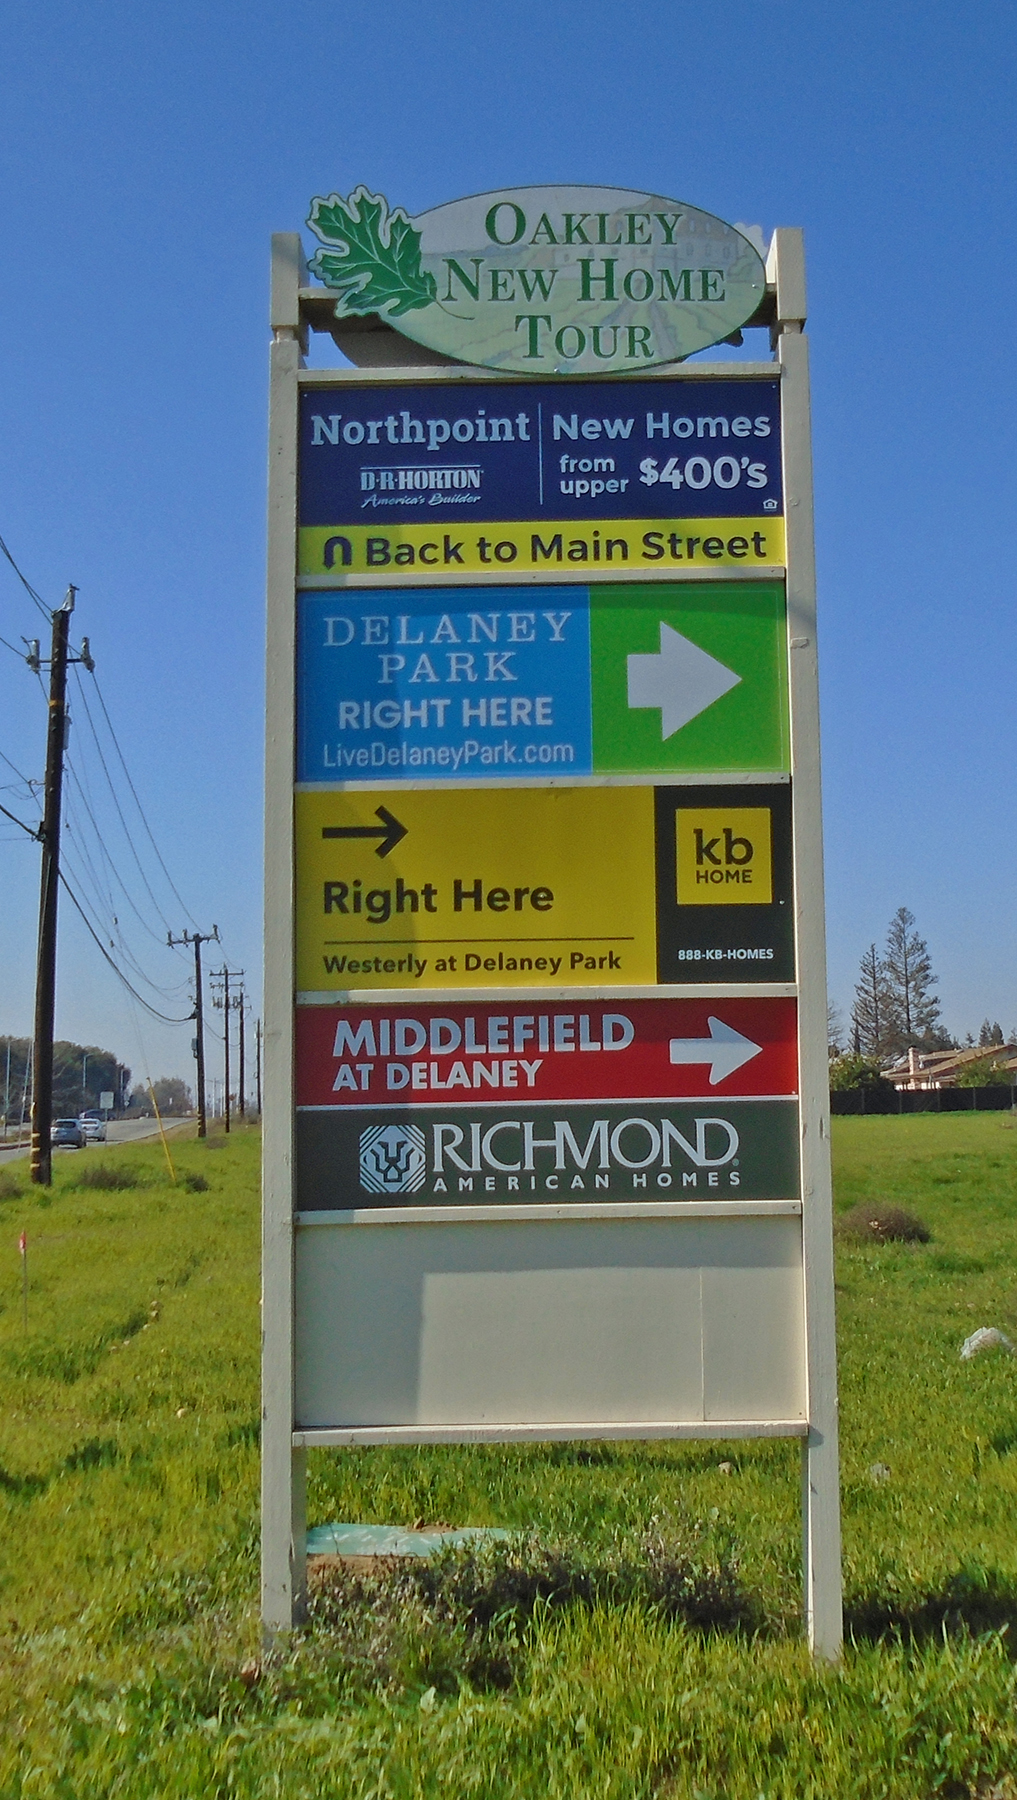 OAKLEY
NEW HOME
TOUR
Northpoint
D·R·HORTON
America's Builder
New Homes
from
upper $400's
Back to Main Street
DELANEY
PARK
RIGHT HERE
LiveDelaneyPark.com
Right Here
Westerly at Delaney Park
kb
HOME
888-KB-HOMES
MIDDLEFIELD
AT DELANEY
RICHMOND
AMERICAN HOMES